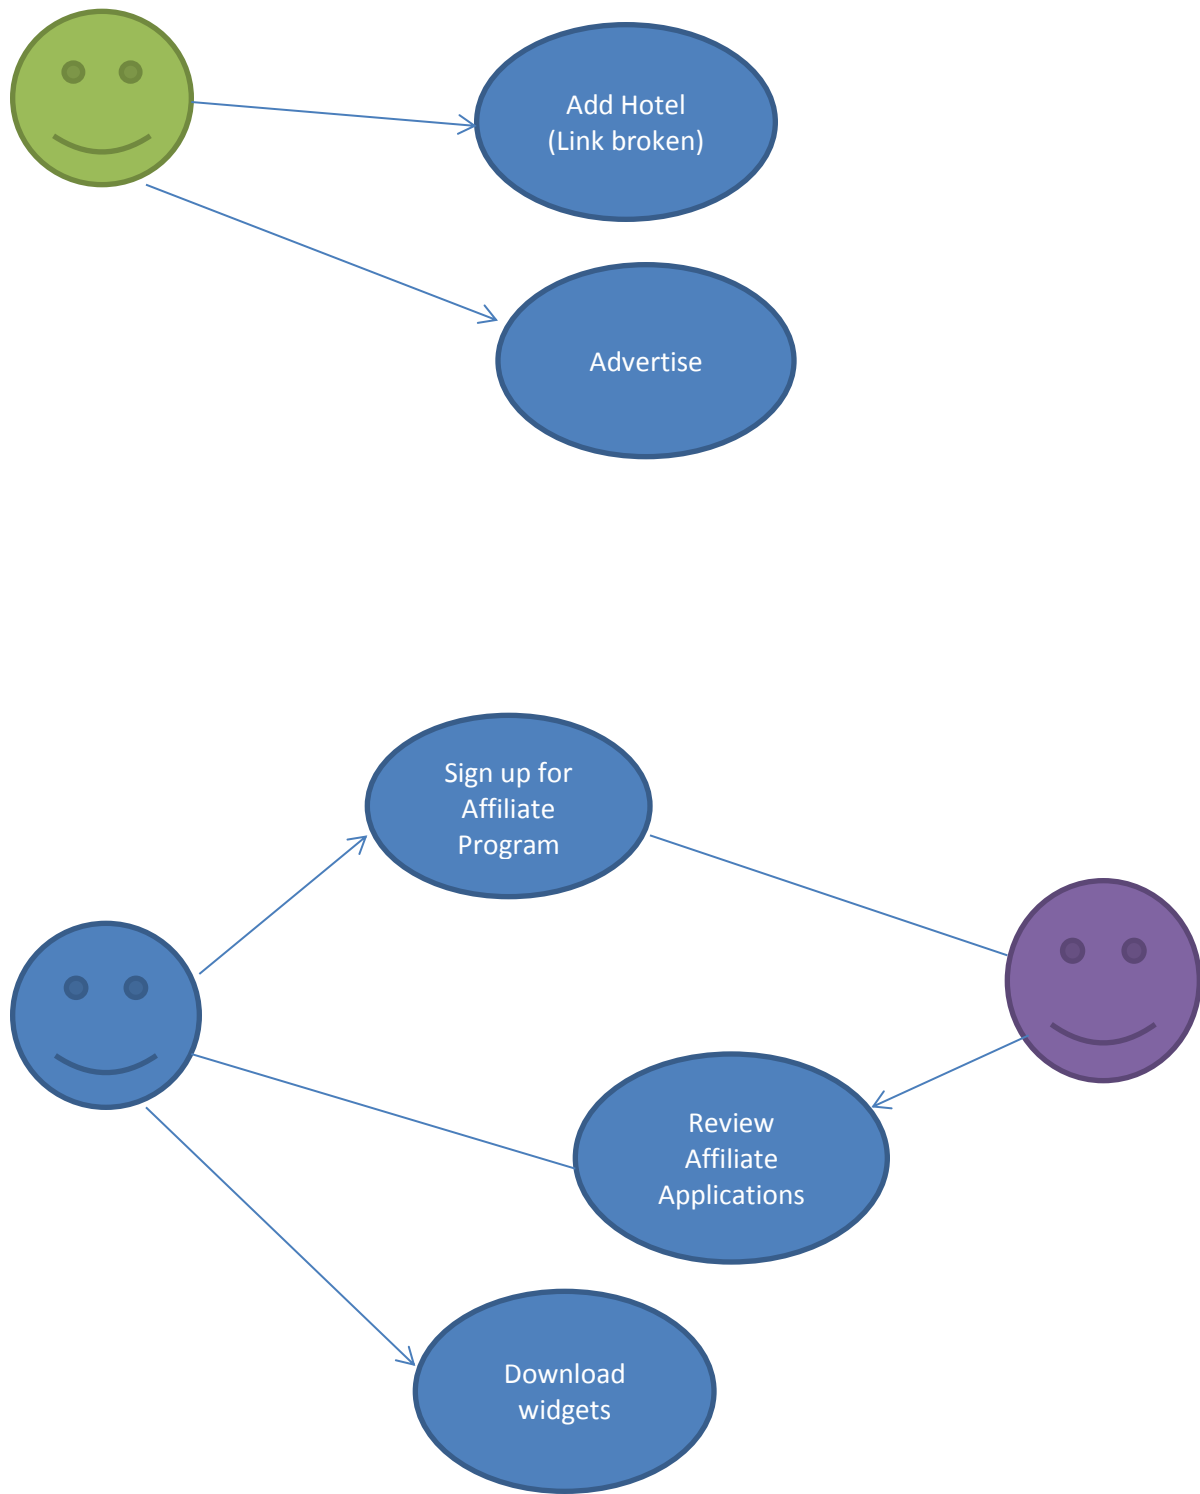 Add Hotel
(Link broken)
Advertise
Sign up for
Affiliate
Program
Review
Affiliate
Applications
Download
widgets